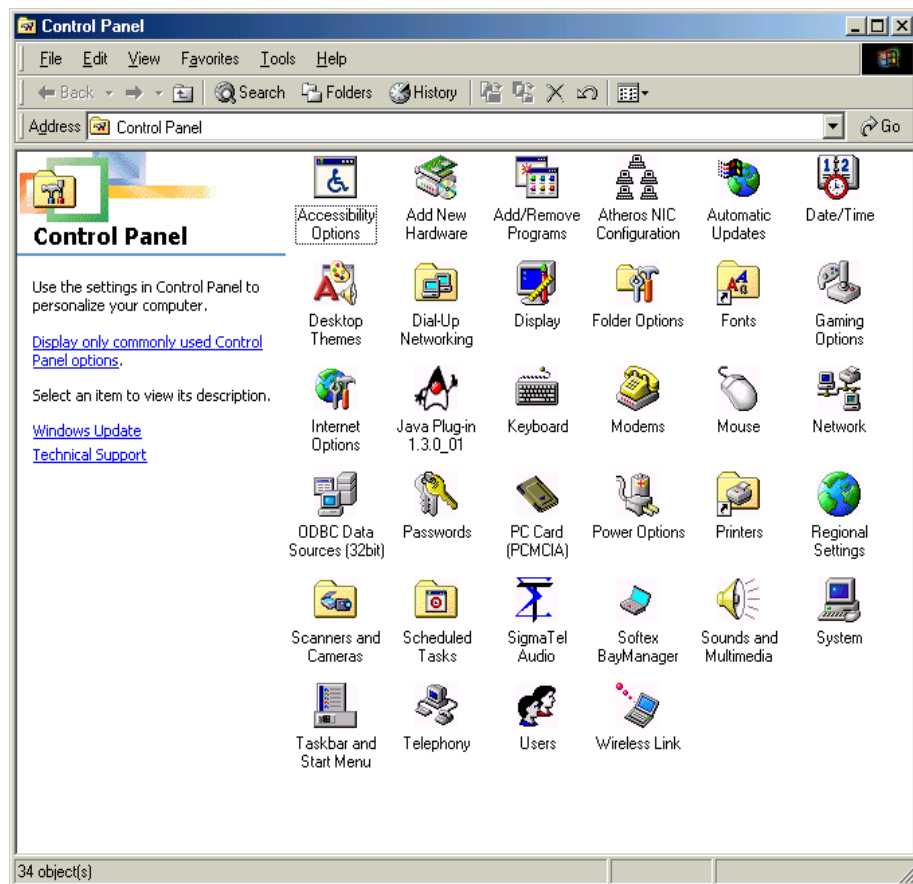 Control Panel
File Edit View Favorites Tools Help
Back Search Folders History
Address Control Panel Go
Control Panel
Use the settings in Control Panel to
personalize your computer.
Display only commonly used Control
Panel options.
Select an item to view its description.
Windows Update
Technical Support
Accessibility
Options
Add New
Hardware
Add/Remove
Programs
Atheros NIC
Configuration
Automatic
Updates
Date/Time
Desktop
Themes
Dial-Up
Networking
Display
Folder Options
Fonts
Gaming
Options
Internet
Options
Java Plug-in
1.3.0_01
Keyboard
Modems
Mouse
Network
ODBC Data
Sources (32bit)
Passwords
PC Card
(PCMCIA)
Power Options
Printers
Regional
Settings
Scanners and
Cameras
Scheduled
Tasks
SigmaTel
Audio
Softex
BayManager
Sounds and
Multimedia
System
Taskbar and
Start Menu
Telephony
Users
Wireless Link
34 object(s)